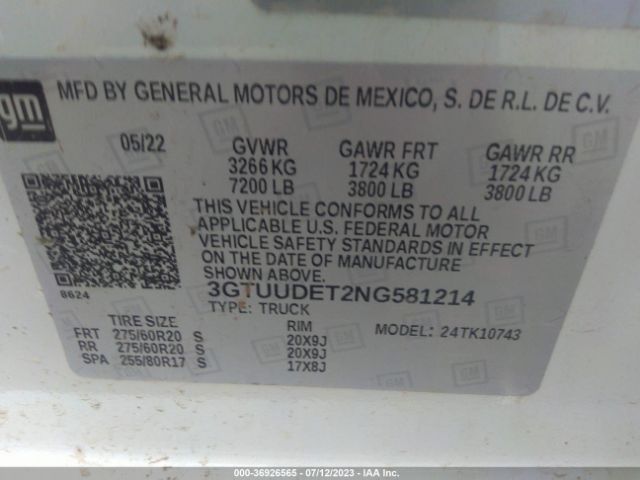 gm
MFD BY GENERAL MOTORS DE MEXICO, S. DE R.L. DE C.V.
05/22 GVWR GAWR FRT GAWR RR
3266 KG 1724 KG 1724 KG
7200 LB 3800 LB 3800 LB
THIS VEHICLE CONFORMS TO ALL
APPLICABLE U.S. FEDERAL MOTOR
VEHICLE SAFETY STANDARDS IN EFFECT
ON THE DATE OF MANUFACTURE
SHOWN ABOVE.
8624 3GTUUDET2NG581214
TYPE: TRUCK
TIRE SIZE RIM MODEL: 24TK10743
FRT 275/60R20 S 20X9J
RR 275/60R20 S 20X9J
SPA 255/80R17 S 17X8J
000-36926565 - 07/12/2023 - IAA Inc.